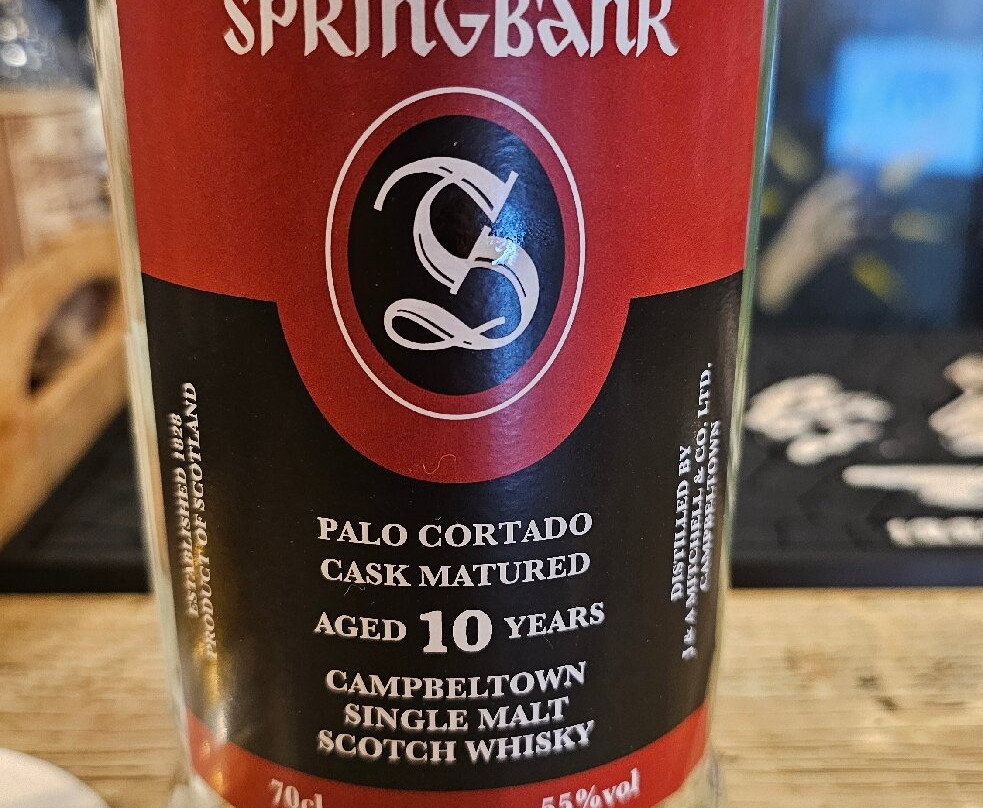 SPRINGBANK
S
ESTABLISHED 1828
PRODUCT OF SCOTLAND
DISTILLED BY
J & A MITCHELL & CO. LTD.
CAMPBELTOWN
PALO CORTADO
CASK MATURED
AGED 10 YEARS
CAMPBELTOWN
SINGLE MALT
SCOTCH WHISKY
70cl
55%vol